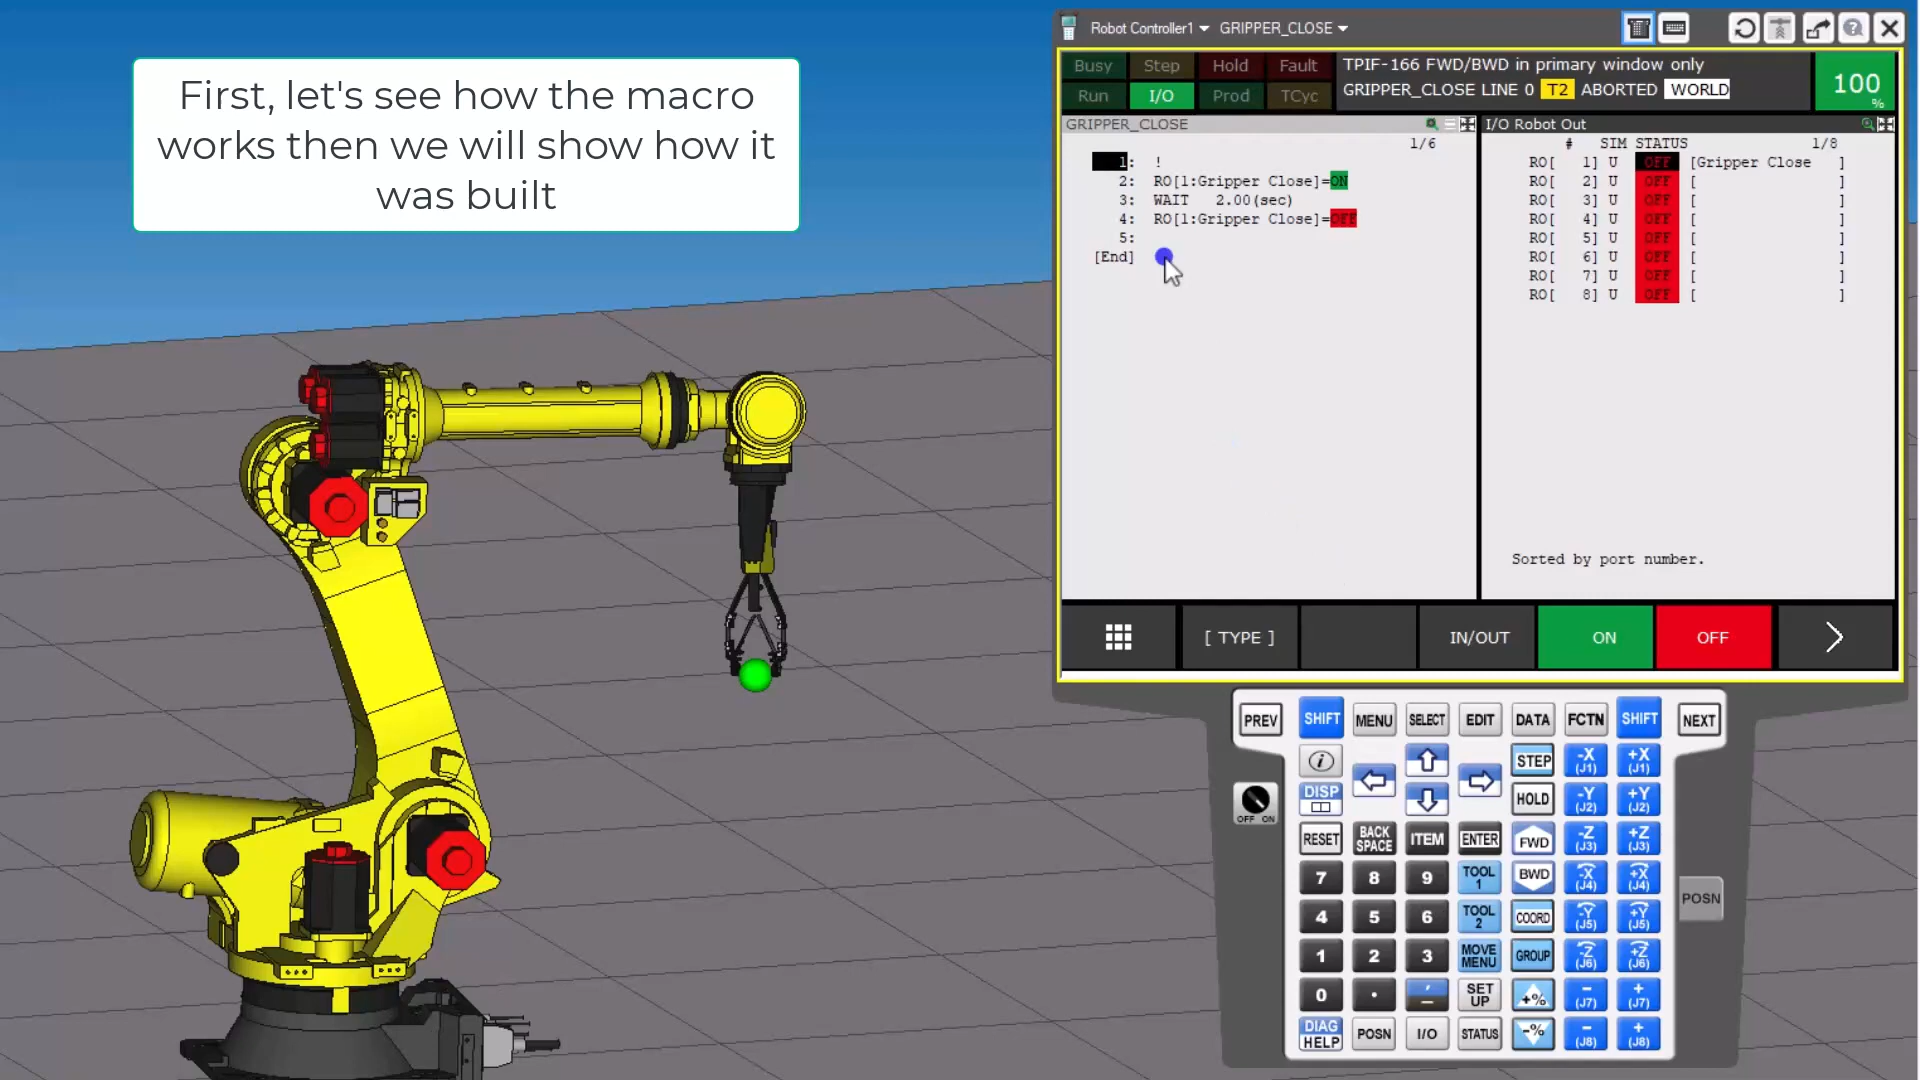 First, let's see how the macro
works then we will show how it
was built
Robot Controller1 GRIPPER_CLOSE
Busy Step Hold Fault
Run I/O Prod TCyc
TPIF-166 FWD/BWD in primary window only
GRIPPER_CLOSE LINE 0 T2 ABORTED WORLD
100 %
GRIPPER_CLOSE
1/6
1: !
2: RO[1:Gripper Close]=ON
3: WAIT 2.00(sec)
4: RO[1:Gripper Close]=OFF
5:
[End]
I/O Robot Out
# SIM STATUS 1/8
RO[ 1] U OFF [Gripper Close ]
RO[ 2] U OFF [ ]
RO[ 3] U OFF [ ]
RO[ 4] U OFF [ ]
RO[ 5] U OFF [ ]
RO[ 6] U OFF [ ]
RO[ 7] U OFF [ ]
RO[ 8] U OFF [ ]
Sorted by port number.
[ TYPE ] IN/OUT ON OFF
PREV SHIFT MENU SELECT EDIT DATA FCTN SHIFT NEXT
i STEP -X (J1) +X (J1)
DISP HOLD -Y (J2) +Y (J2)
OFF ON
RESET BACK SPACE ITEM ENTER FWD -Z (J3) +Z (J3)
7 8 9 TOOL 1 BWD -X (J4) +X (J4)
POSN
4 5 6 TOOL 2 COORD -Y (J5) +Y (J5)
1 2 3 MOVE MENU GROUP -Z (J6) +Z (J6)
0 . ,- SET UP +% - (J7) + (J7)
DIAG HELP POSN I/O STATUS -% - (J8) + (J8)